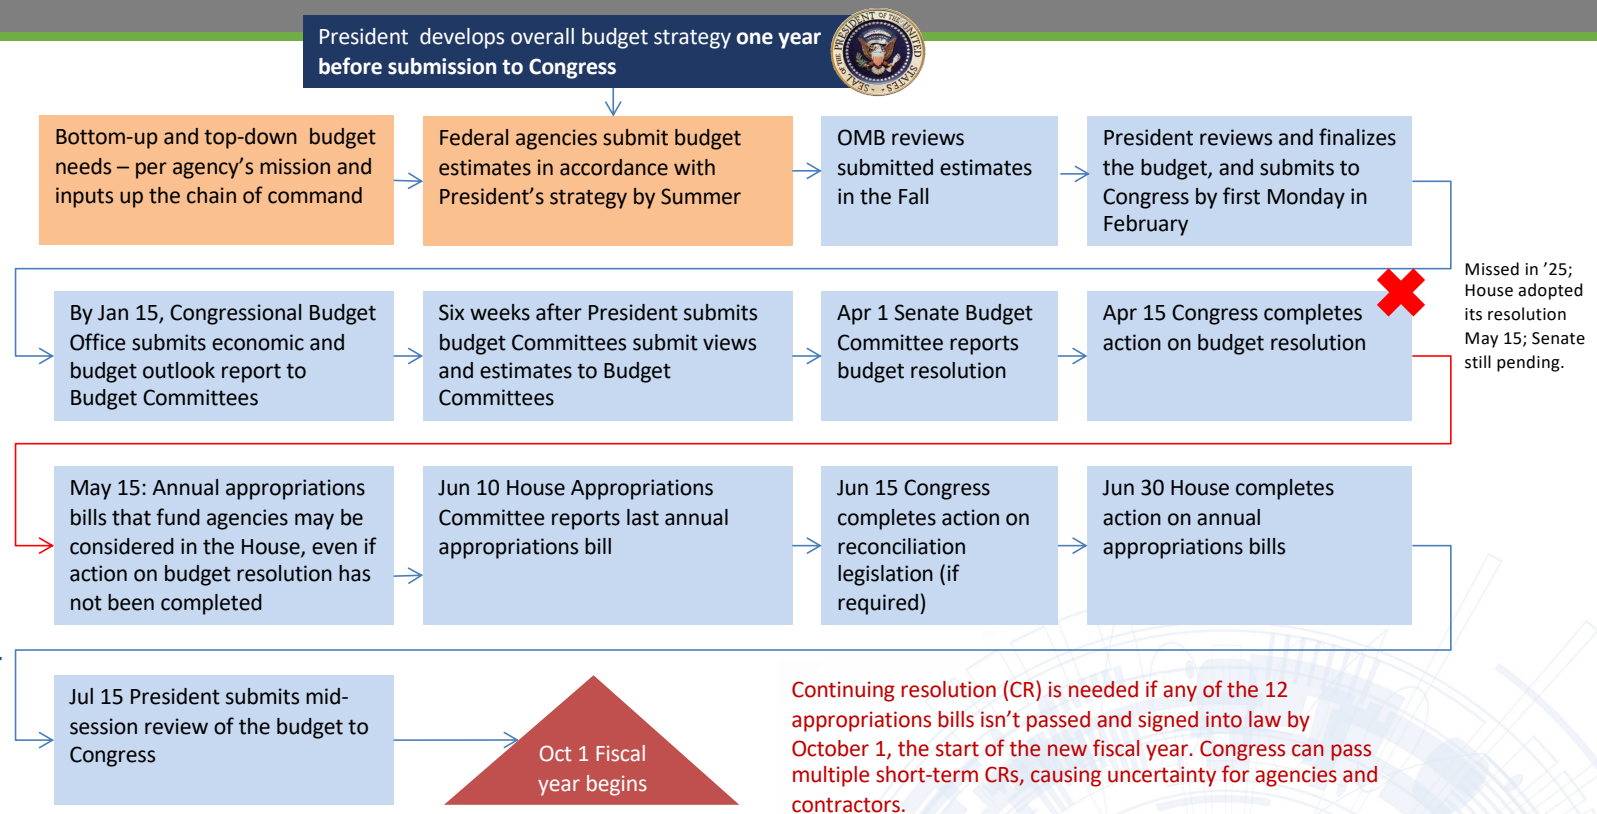 President  develops overall budget strategy one year
before submission to Congress
SEAL OF THE PRESIDENT OF THE UNITED STATES
Bottom-up and top-down  budget
needs – per agency's mission and
inputs up the chain of command
Federal agencies submit budget
estimates in accordance with
President's strategy by Summer
OMB reviews
submitted estimates
in the Fall
President reviews and finalizes
the budget, and submits to
Congress by first Monday in
February
By Jan 15, Congressional Budget
Office submits economic and
budget outlook report to
Budget Committees
Six weeks after President submits
budget Committees submit views
and estimates to Budget
Committees
Apr 1 Senate Budget
Committee reports
budget resolution
Apr 15 Congress completes
action on budget resolution
Missed in '25;
House adopted
its resolution
May 15; Senate
still pending.
May 15: Annual appropriations
bills that fund agencies may be
considered in the House, even if
action on budget resolution has
not been completed
Jun 10 House Appropriations
Committee reports last annual
appropriations bill
Jun 15 Congress
completes action on
reconciliation
legislation (if
required)
Jun 30 House completes
action on annual
appropriations bills
Jul 15 President submits mid-
session review of the budget to
Congress
Oct 1 Fiscal
year begins
Continuing resolution (CR) is needed if any of the 12
appropriations bills isn't passed and signed into law by
October 1, the start of the new fiscal year. Congress can pass
multiple short-term CRs, causing uncertainty for agencies and
contractors.